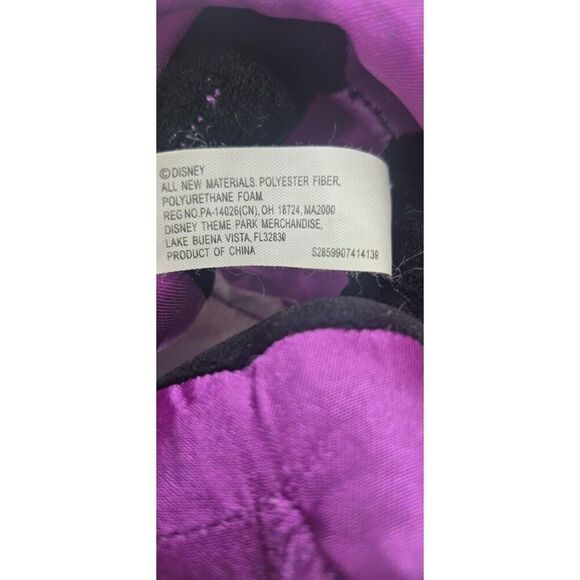 ©DISNEY
ALL NEW MATERIALS. POLYESTER FIBER,
POLYURETHANE FOAM.
REG NO.PA-14026(CN), OH 18724, MA2000
DISNEY THEME PARK MERCHANDISE,
LAKE BUENA VISTA, FL32830
PRODUCT OF CHINA S2859907414139